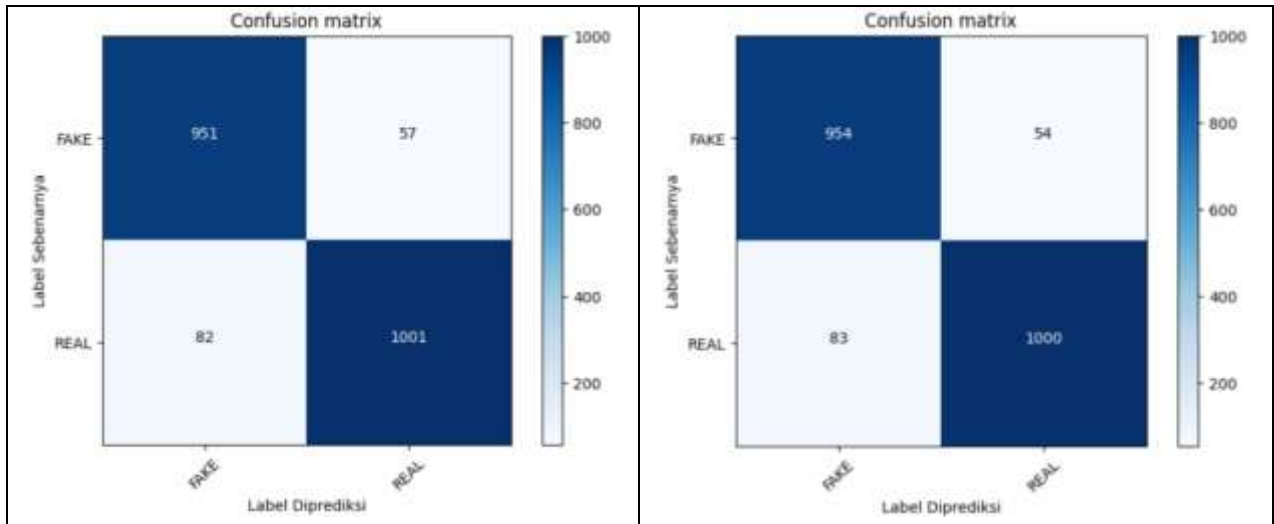 Confusion matrix
FAKE
REAL
951
57
82
1001
1000
800
600
400
200
FAKE
REAL
Label Sebenarnya
Label Diprediksi
Confusion matrix
FAKE
REAL
954
54
83
1000
1000
800
600
400
200
FAKE
REAL
Label Sebenarnya
Label Diprediksi